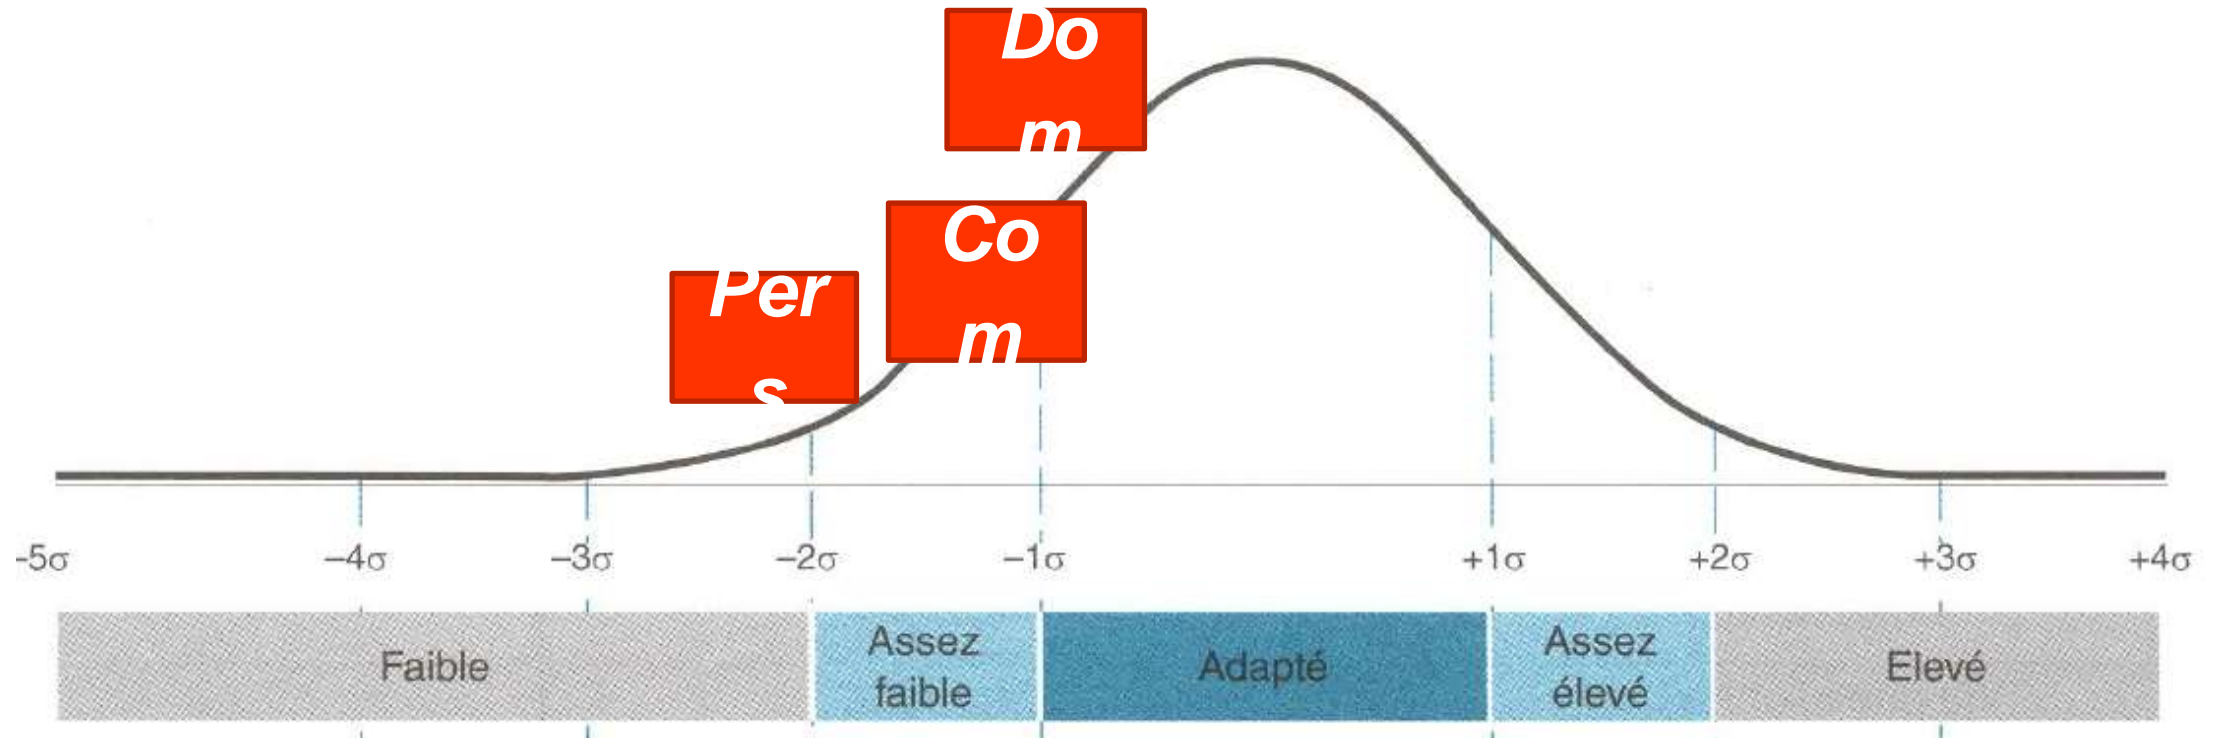 Do
m
Co
m
Per
s
-5σ –4σ –3σ –2σ –1σ +1σ +2σ +3σ +4σ
Faible
Assez
faible
Adapté
Assez
élevé
Elevé